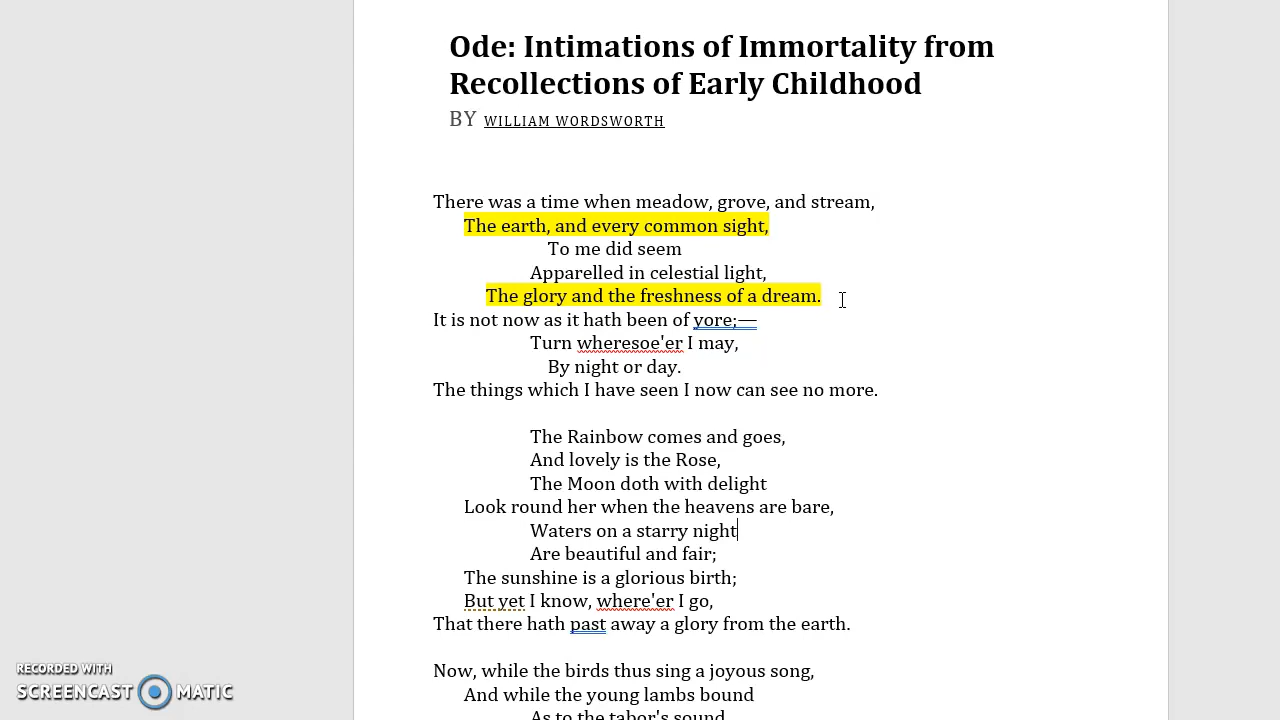 Ode: Intimations of Immortality from
Recollections of Early Childhood
BY WILLIAM WORDSWORTH
There was a time when meadow, grove, and stream,
The earth, and every common sight,
To me did seem
Apparelled in celestial light,
The glory and the freshness of a dream.
It is not now as it hath been of yore;—
Turn wheresoe'er I may,
By night or day.
The things which I have seen I now can see no more.
The Rainbow comes and goes,
And lovely is the Rose,
The Moon doth with delight
Look round her when the heavens are bare,
Waters on a starry night
Are beautiful and fair;
The sunshine is a glorious birth;
But yet I know, where'er I go,
That there hath past away a glory from the earth.
Now, while the birds thus sing a joyous song,
And while the young lambs bound
As to the tabor's sound,
RECORDED WITH
SCREENCAST MATIC